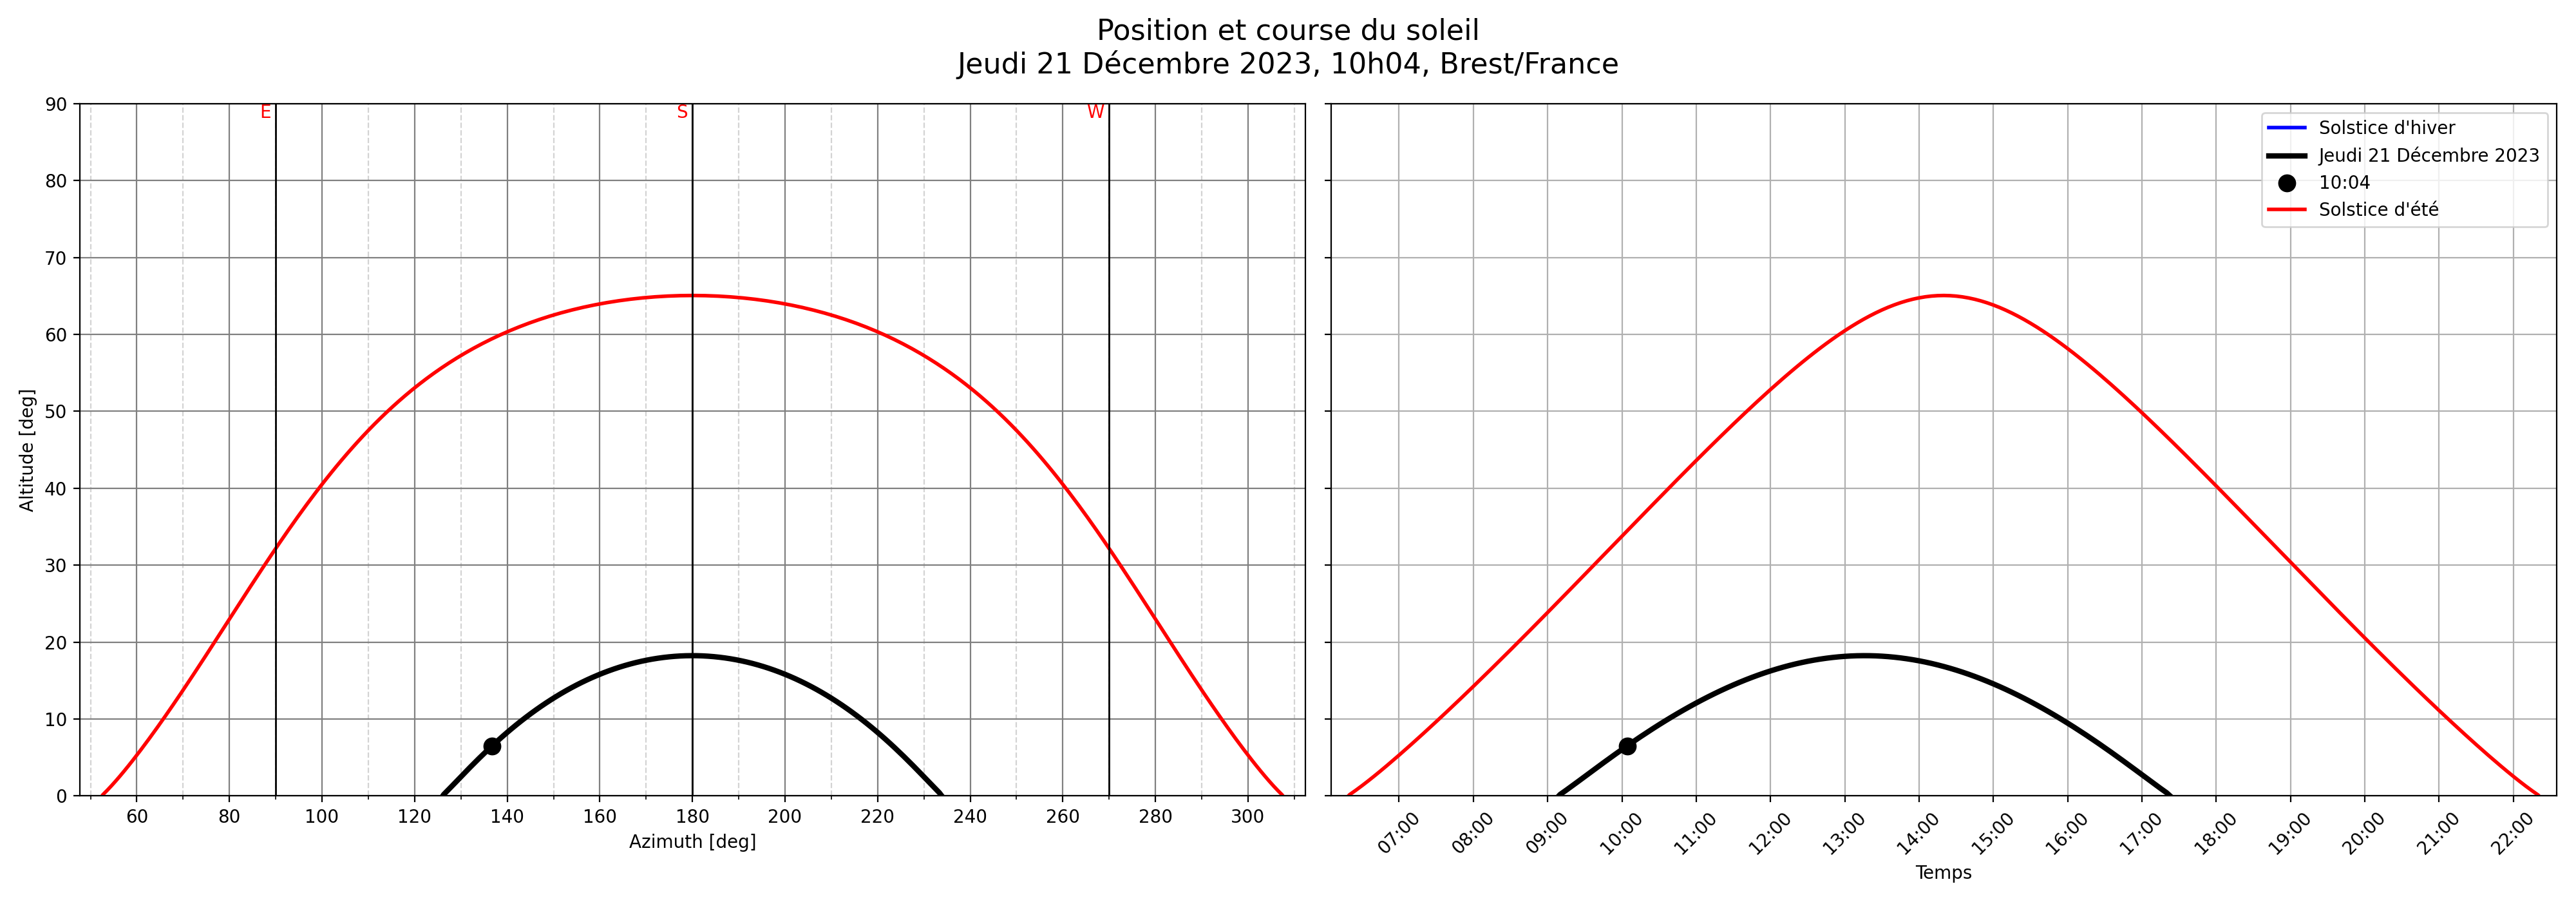 Position et course du soleil
Jeudi 21 Décembre 2023, 10h04, Brest/France
E
S
W
90
80
70
60
50
40
30
20
10
0
Altitude [deg]
60 80 100 120 140 160 180 200 220 240 260 280 300
Azimuth [deg]
Solstice d'hiver
Jeudi 21 Décembre 2023
10:04
Solstice d'été
07:00 08:00 09:00 10:00 11:00 12:00 13:00 14:00 15:00 16:00 17:00 18:00 19:00 20:00 21:00 22:00
Temps